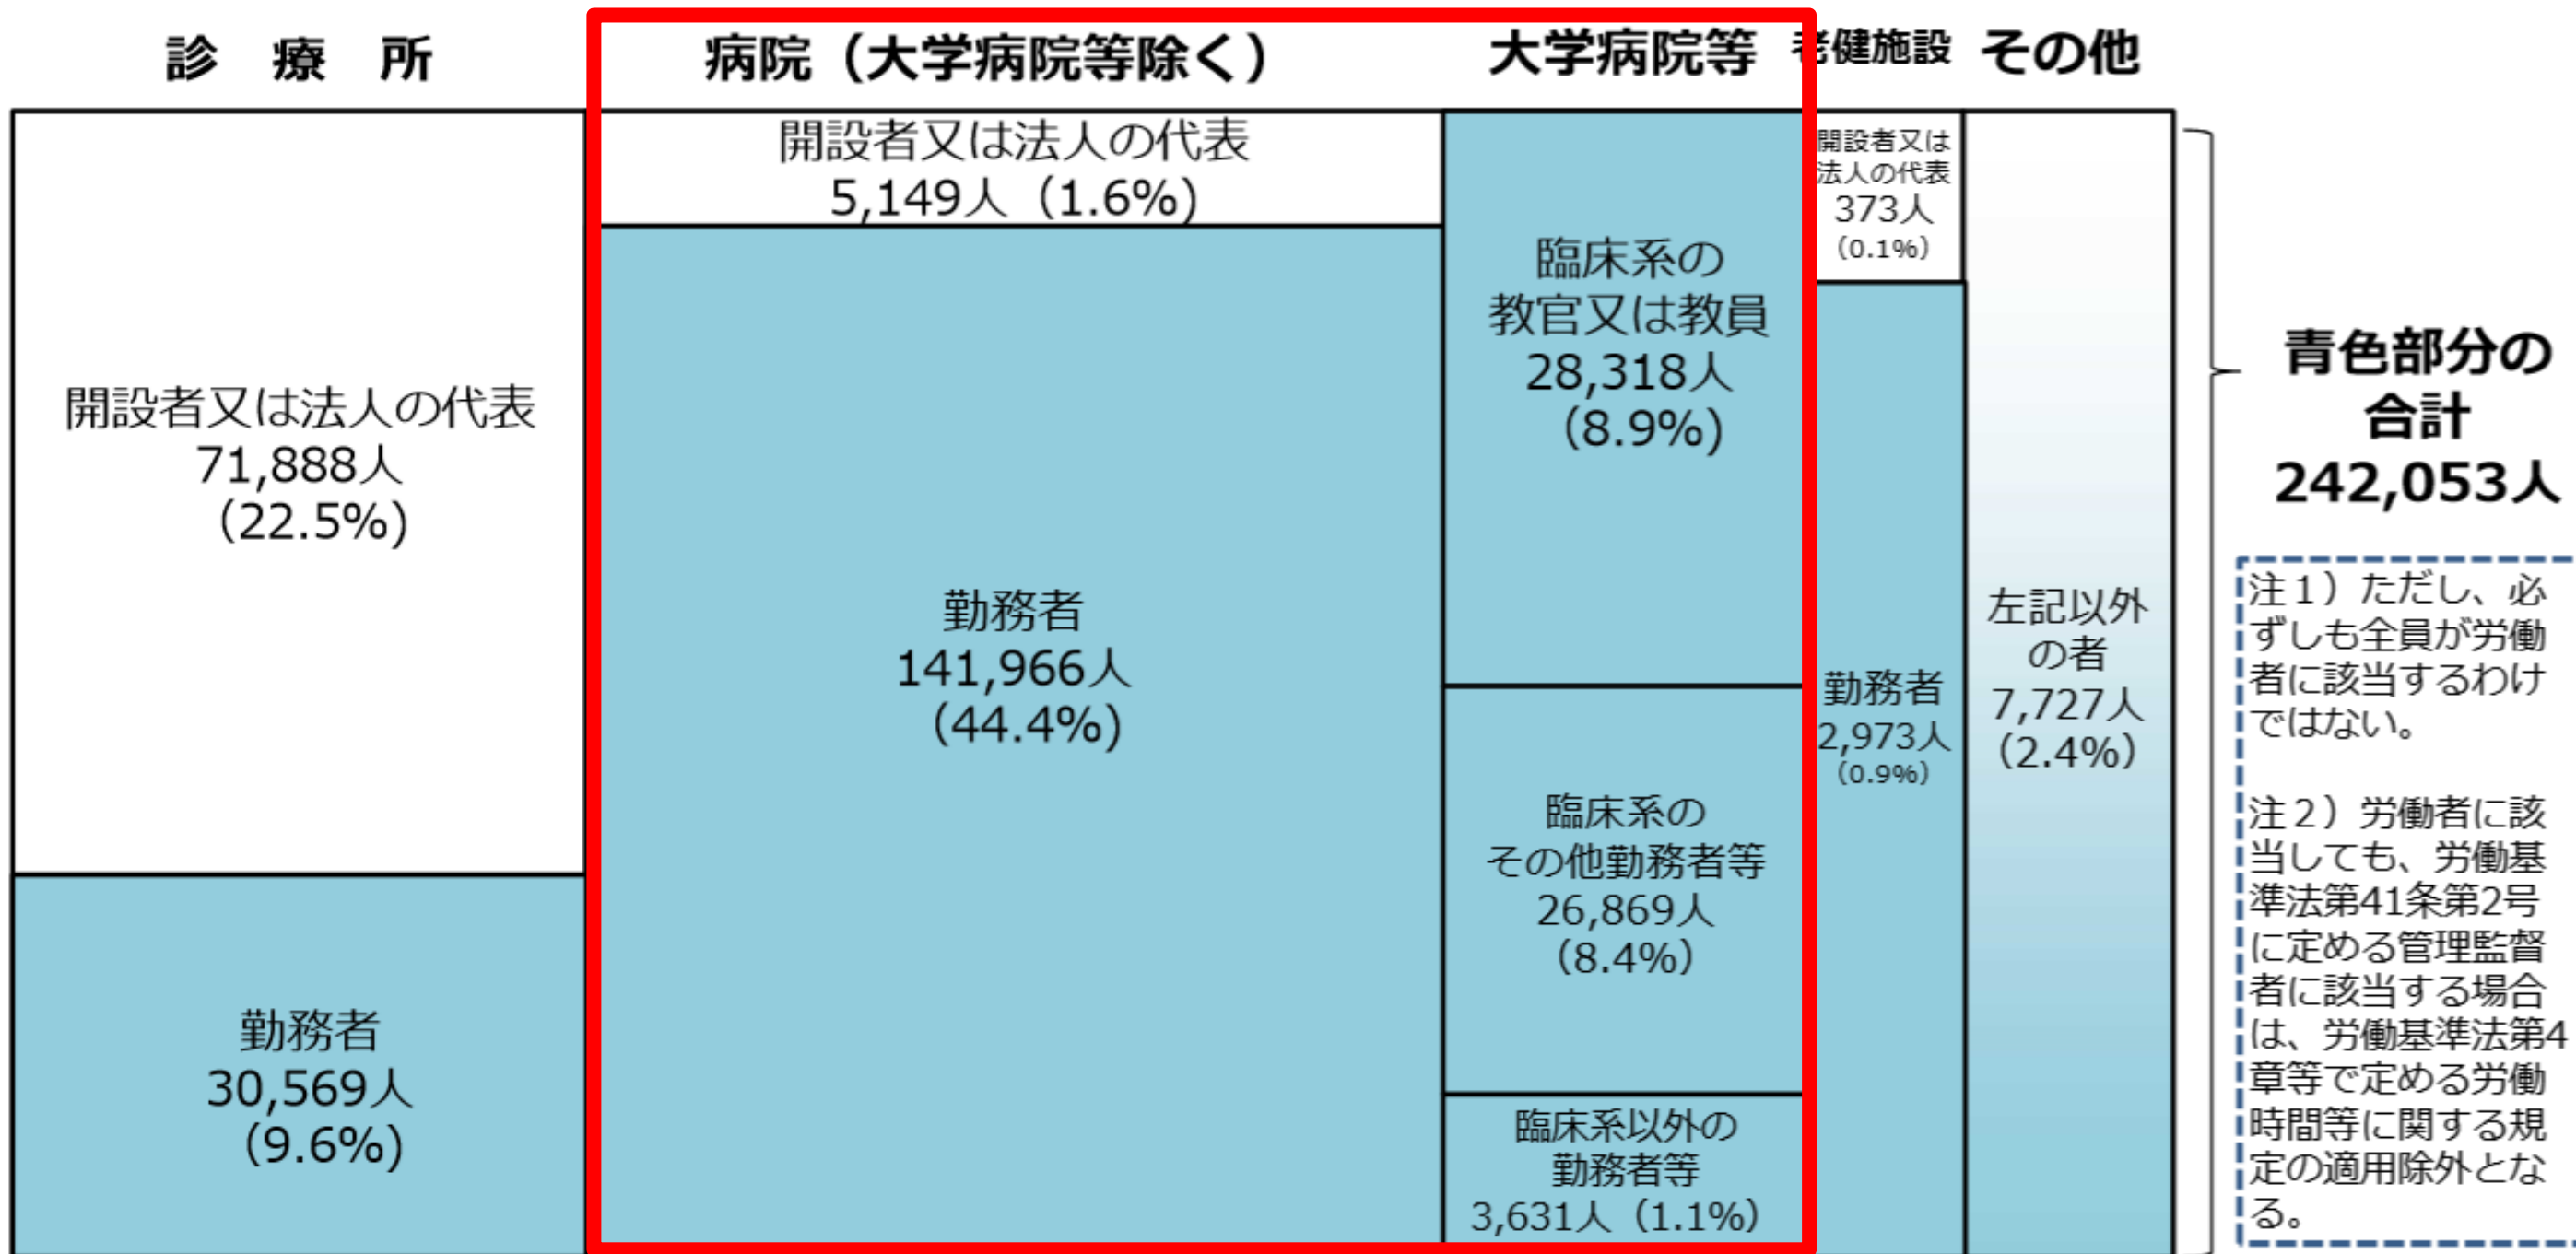 診　療　所
開設者又は法人の代表
71,888人
（22.5%）
勤務者
30,569人
（9.6%）
病院（大学病院等除く）
開設者又は法人の代表
5,149人（1.6%）
勤務者
141,966人
（44.4%）
大学病院等
臨床系の
教官又は教員
28,318人
（8.9%）
臨床系の
その他勤務者等
26,869人
（8.4%）
臨床系以外の
勤務者等
3,631人（1.1%）
老健施設
開設者又は
法人の代表
373人
（0.1%）
勤務者
2,973人
（0.9%）
その他
左記以外
の者
7,727人
（2.4%）
青色部分の
合計
242,053人
注１）ただし、必
ずしも全員が労働
者に該当するわけ
ではない。
注２）労働者に該
当しても、労働基
準法第41条第2号
に定める管理監督
者に該当する場合
は、労働基準法第4
章等で定める労働
時間等に関する規
定の適用除外とな
る。